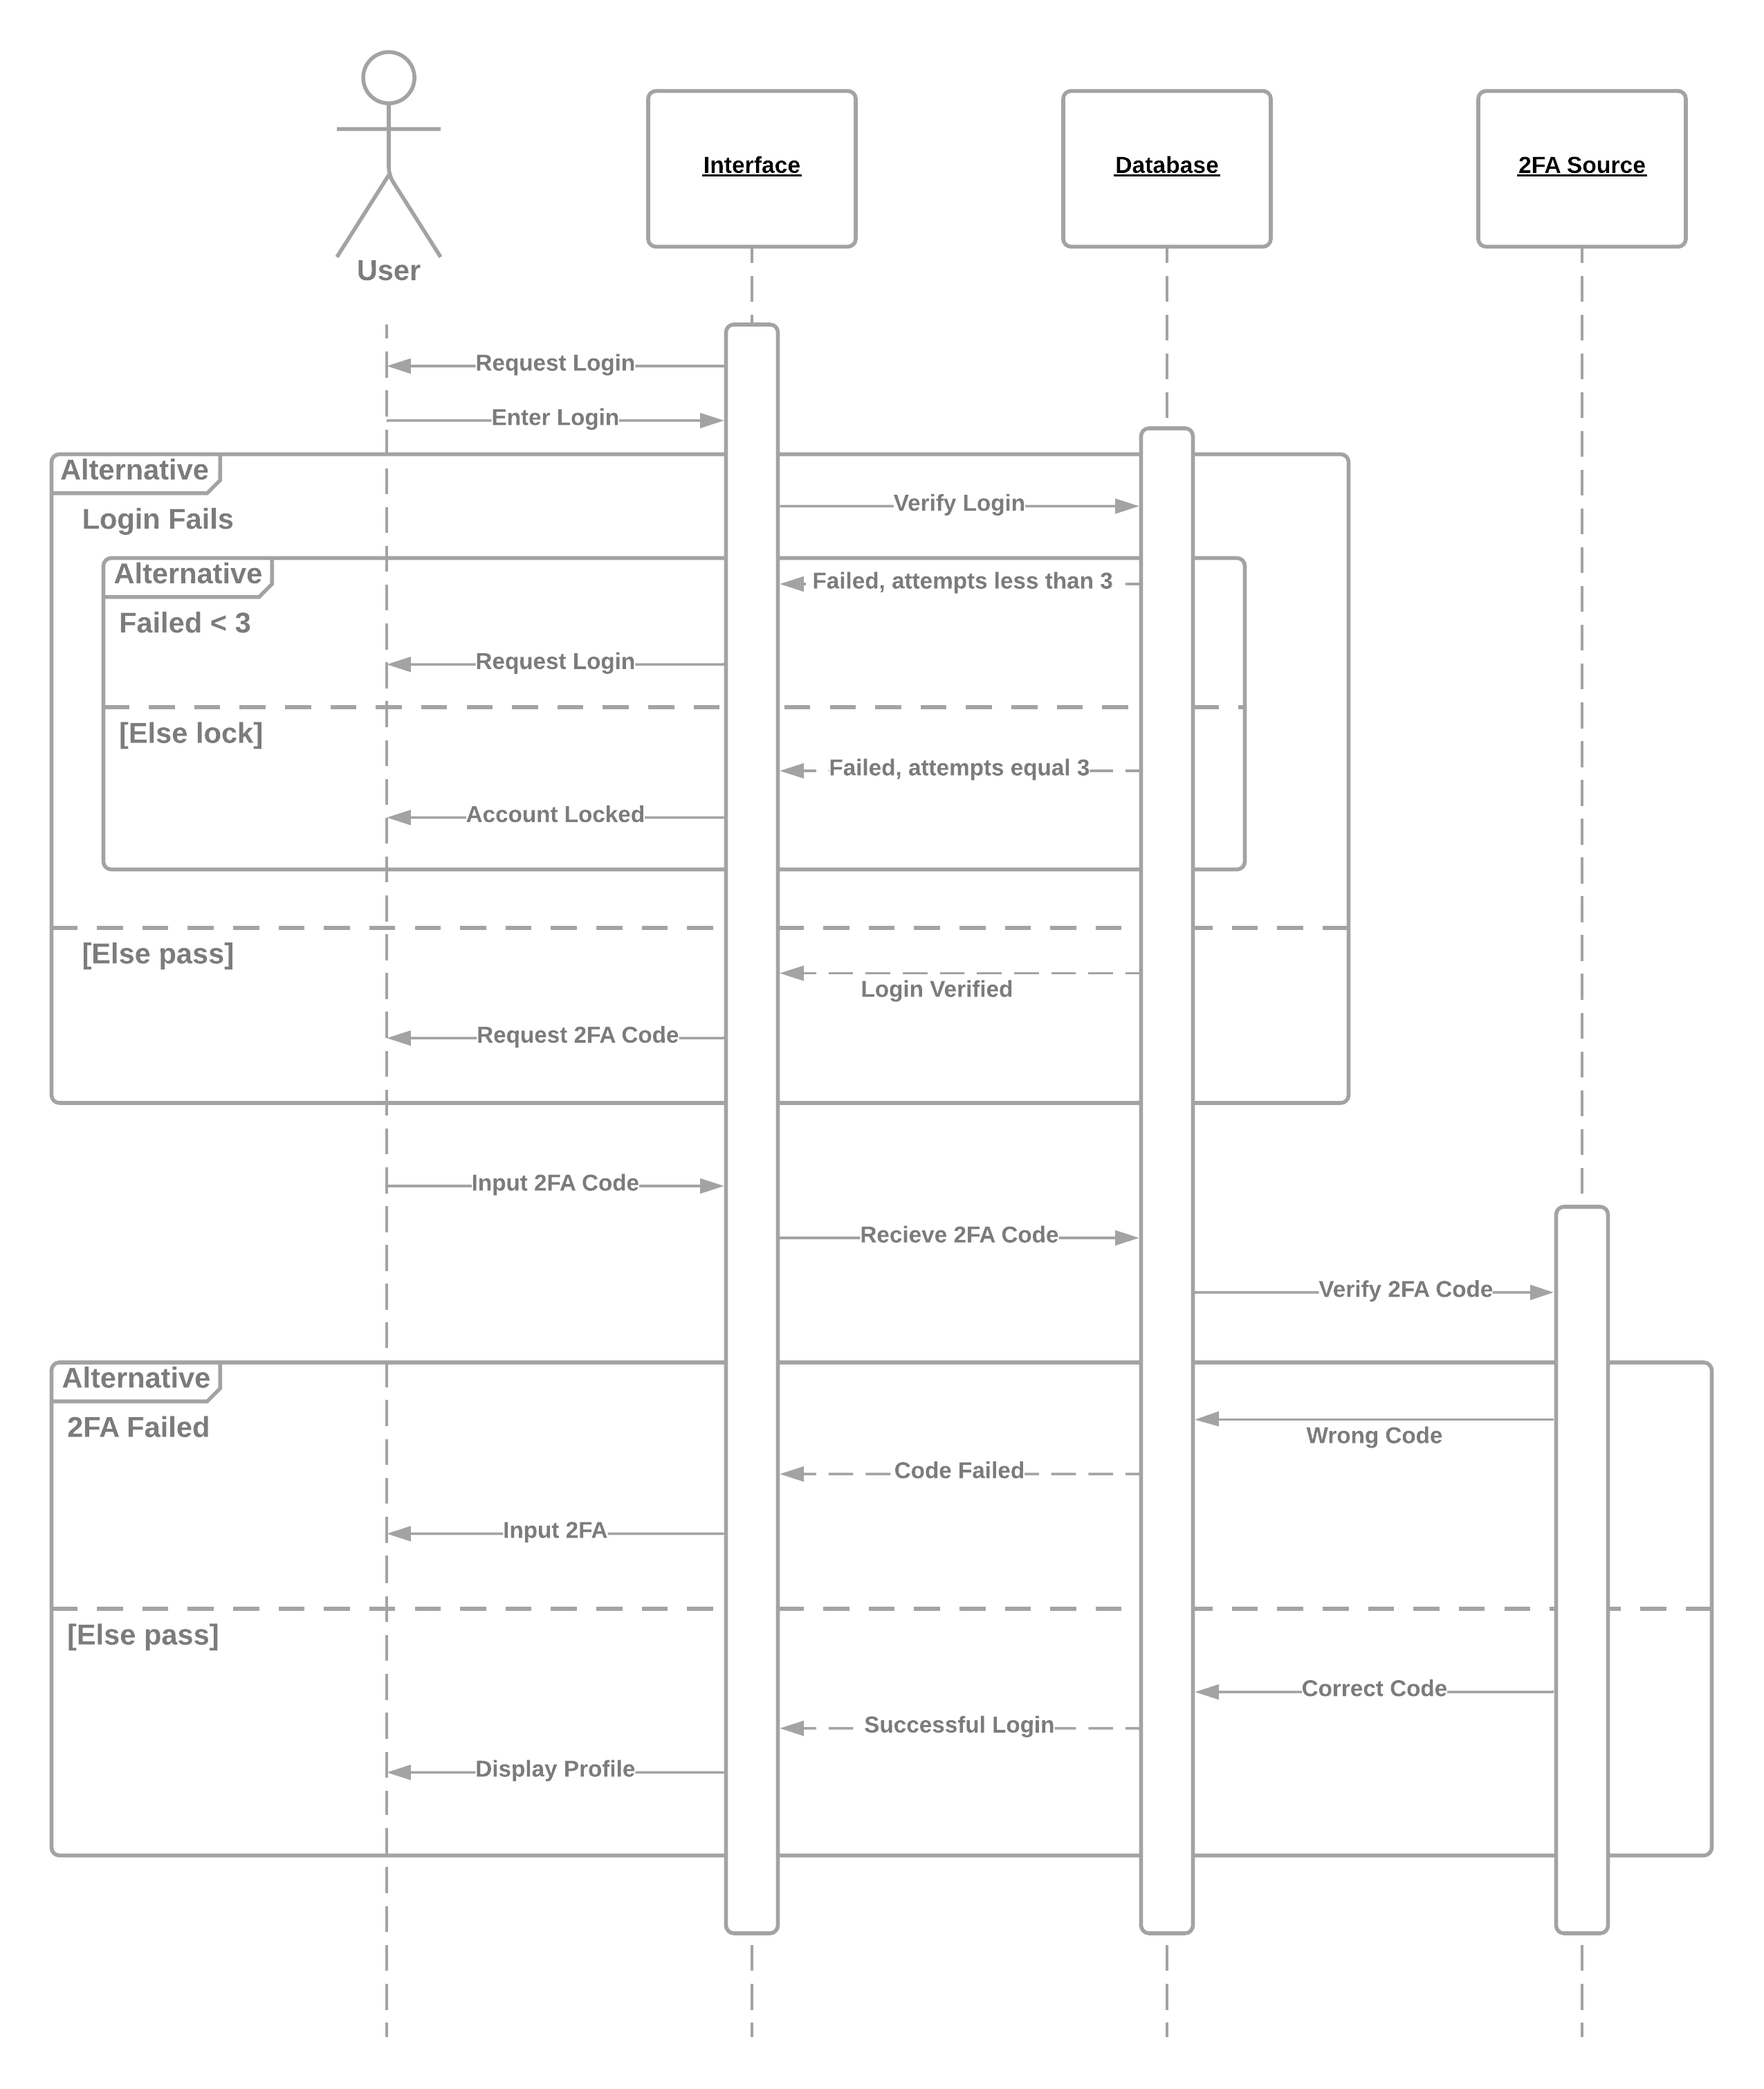 User
Interface
Database
2FA Source
Request Login
Enter Login
Alternative
Login Fails
Verify Login
Alternative
Failed < 3
Failed, attempts less than 3
Request Login
[Else lock]
Failed, attempts equal 3
Account Locked
[Else pass]
Login Verified
Request 2FA Code
Input 2FA Code
Recieve 2FA Code
Verify 2FA Code
Alternative
2FA Failed
Wrong Code
Code Failed
Input 2FA
[Else pass]
Correct Code
Successful Login
Display Profile